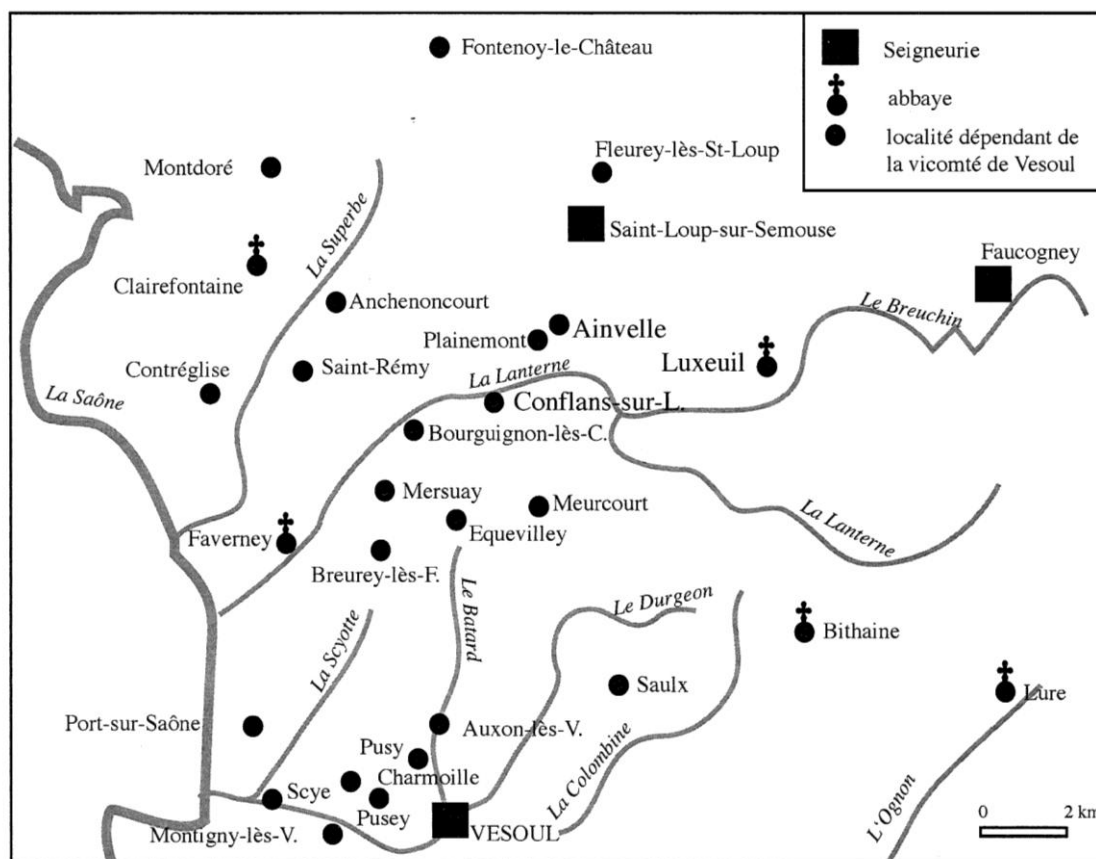 Fontenoy-le-Château
Seigneurie
abbaye
localité dépendant de
la vicomté de Vesoul
Montdoré
Fleurey-lès-St-Loup
Saint-Loup-sur-Semouse
Faucogney
La Superbe
Clairefontaine
Anchenoncourt
Le Breuchin
Plainemont
Ainvelle
Luxeuil
Contréglise
Saint-Rémy
La Lanterne
La Saône
Conflans-sur-L.
Bourguignon-lès-C.
Mersuay
Meurcourt
Equevilley
La Lanterne
Faverney
Breurey-lès-F.
La Scyotte
Le Batard
Le Durgeon
Bithaine
Saulx
Lure
Port-sur-Saône
Auxon-lès-V.
Pusy
Charmoille
La Colombine
Scye
Pusey
L'Ognon
0 2 km
Montigny-lès-V.
VESOUL